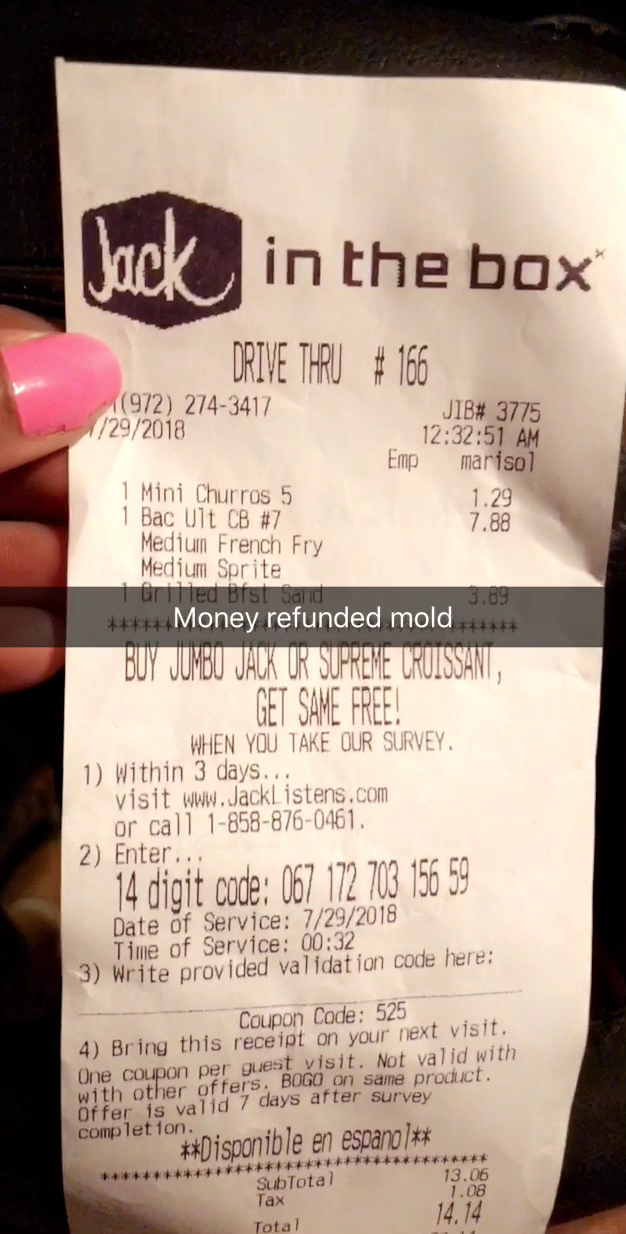 Jack in the box
DRIVE THRU # 166
(972) 274-3417 JIB# 3775
/29/2018 12:32:51 AM
Emp marisol
1 Mini Churros 5 1.29
1 Bac Ult CB #7 7.88
Medium French Fry
Medium Sprite
1 Grilled Bfst Sand 3.89
Money refunded mold
**************************************
BUY JUMBO JACK OR SUPREME CROISSANT,
GET SAME FREE!
WHEN YOU TAKE OUR SURVEY.
1) Within 3 days...
visit www.JackListens.com
or call 1-858-876-0461.
2) Enter...
14 digit code: 067 172 703 156 59
Date of Service: 7/29/2018
Time of Service: 00:32
3) Write provided validation code here:
Coupon Code: 525
4) Bring this receipt on your next visit.
One coupon per guest visit. Not valid with
with other offers. BOGO on same product.
Offer is valid 7 days after survey
completion.
**Disponible en espanol**
**************************************
SubTotal 13.06
Tax 1.08
Total 14.14